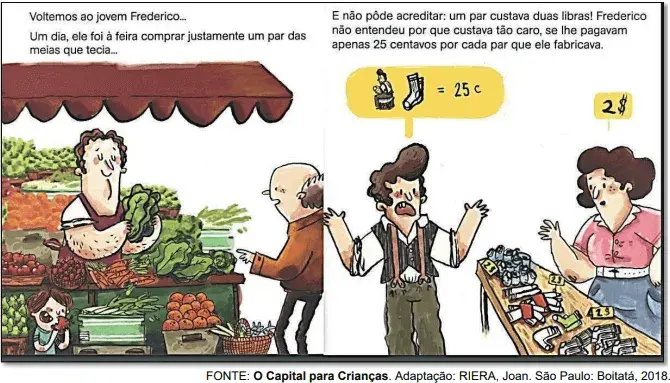 Voltemos ao jovem Frederico...
Um dia, ele foi à feira comprar justamente um par das
meias que tecia...
E não pôde acreditar: um par custava duas libras! Frederico
não entendeu por que custava tão caro, se lhe pagavam
apenas 25 centavos por cada par que ele fabricava.
= 25 c
2$
FONTE: O Capital para Crianças. Adaptação: RIERA, Joan. São Paulo: Boitatá, 2018.